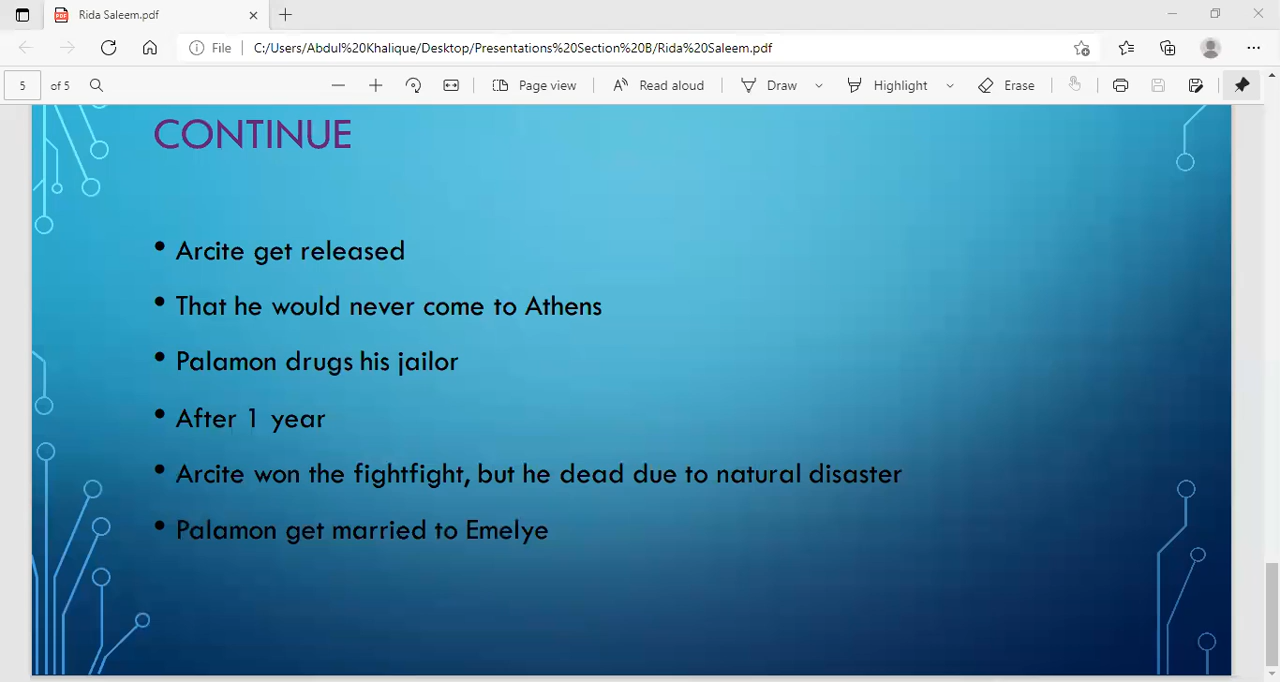 Rida Saleem.pdf
File
C:/Users/Abdul%20Khalique/Desktop/Presentations%20Section%20B/Rida%20Saleem.pdf
5 of 5 Page view Read aloud Draw Highlight Erase
CONTINUE
• Arcite get released
• That he would never come to Athens
• Palamon drugs his jailor
• After 1 year
• Arcite won the fightfight, but he dead due to natural disaster
• Palamon get married to Emelye